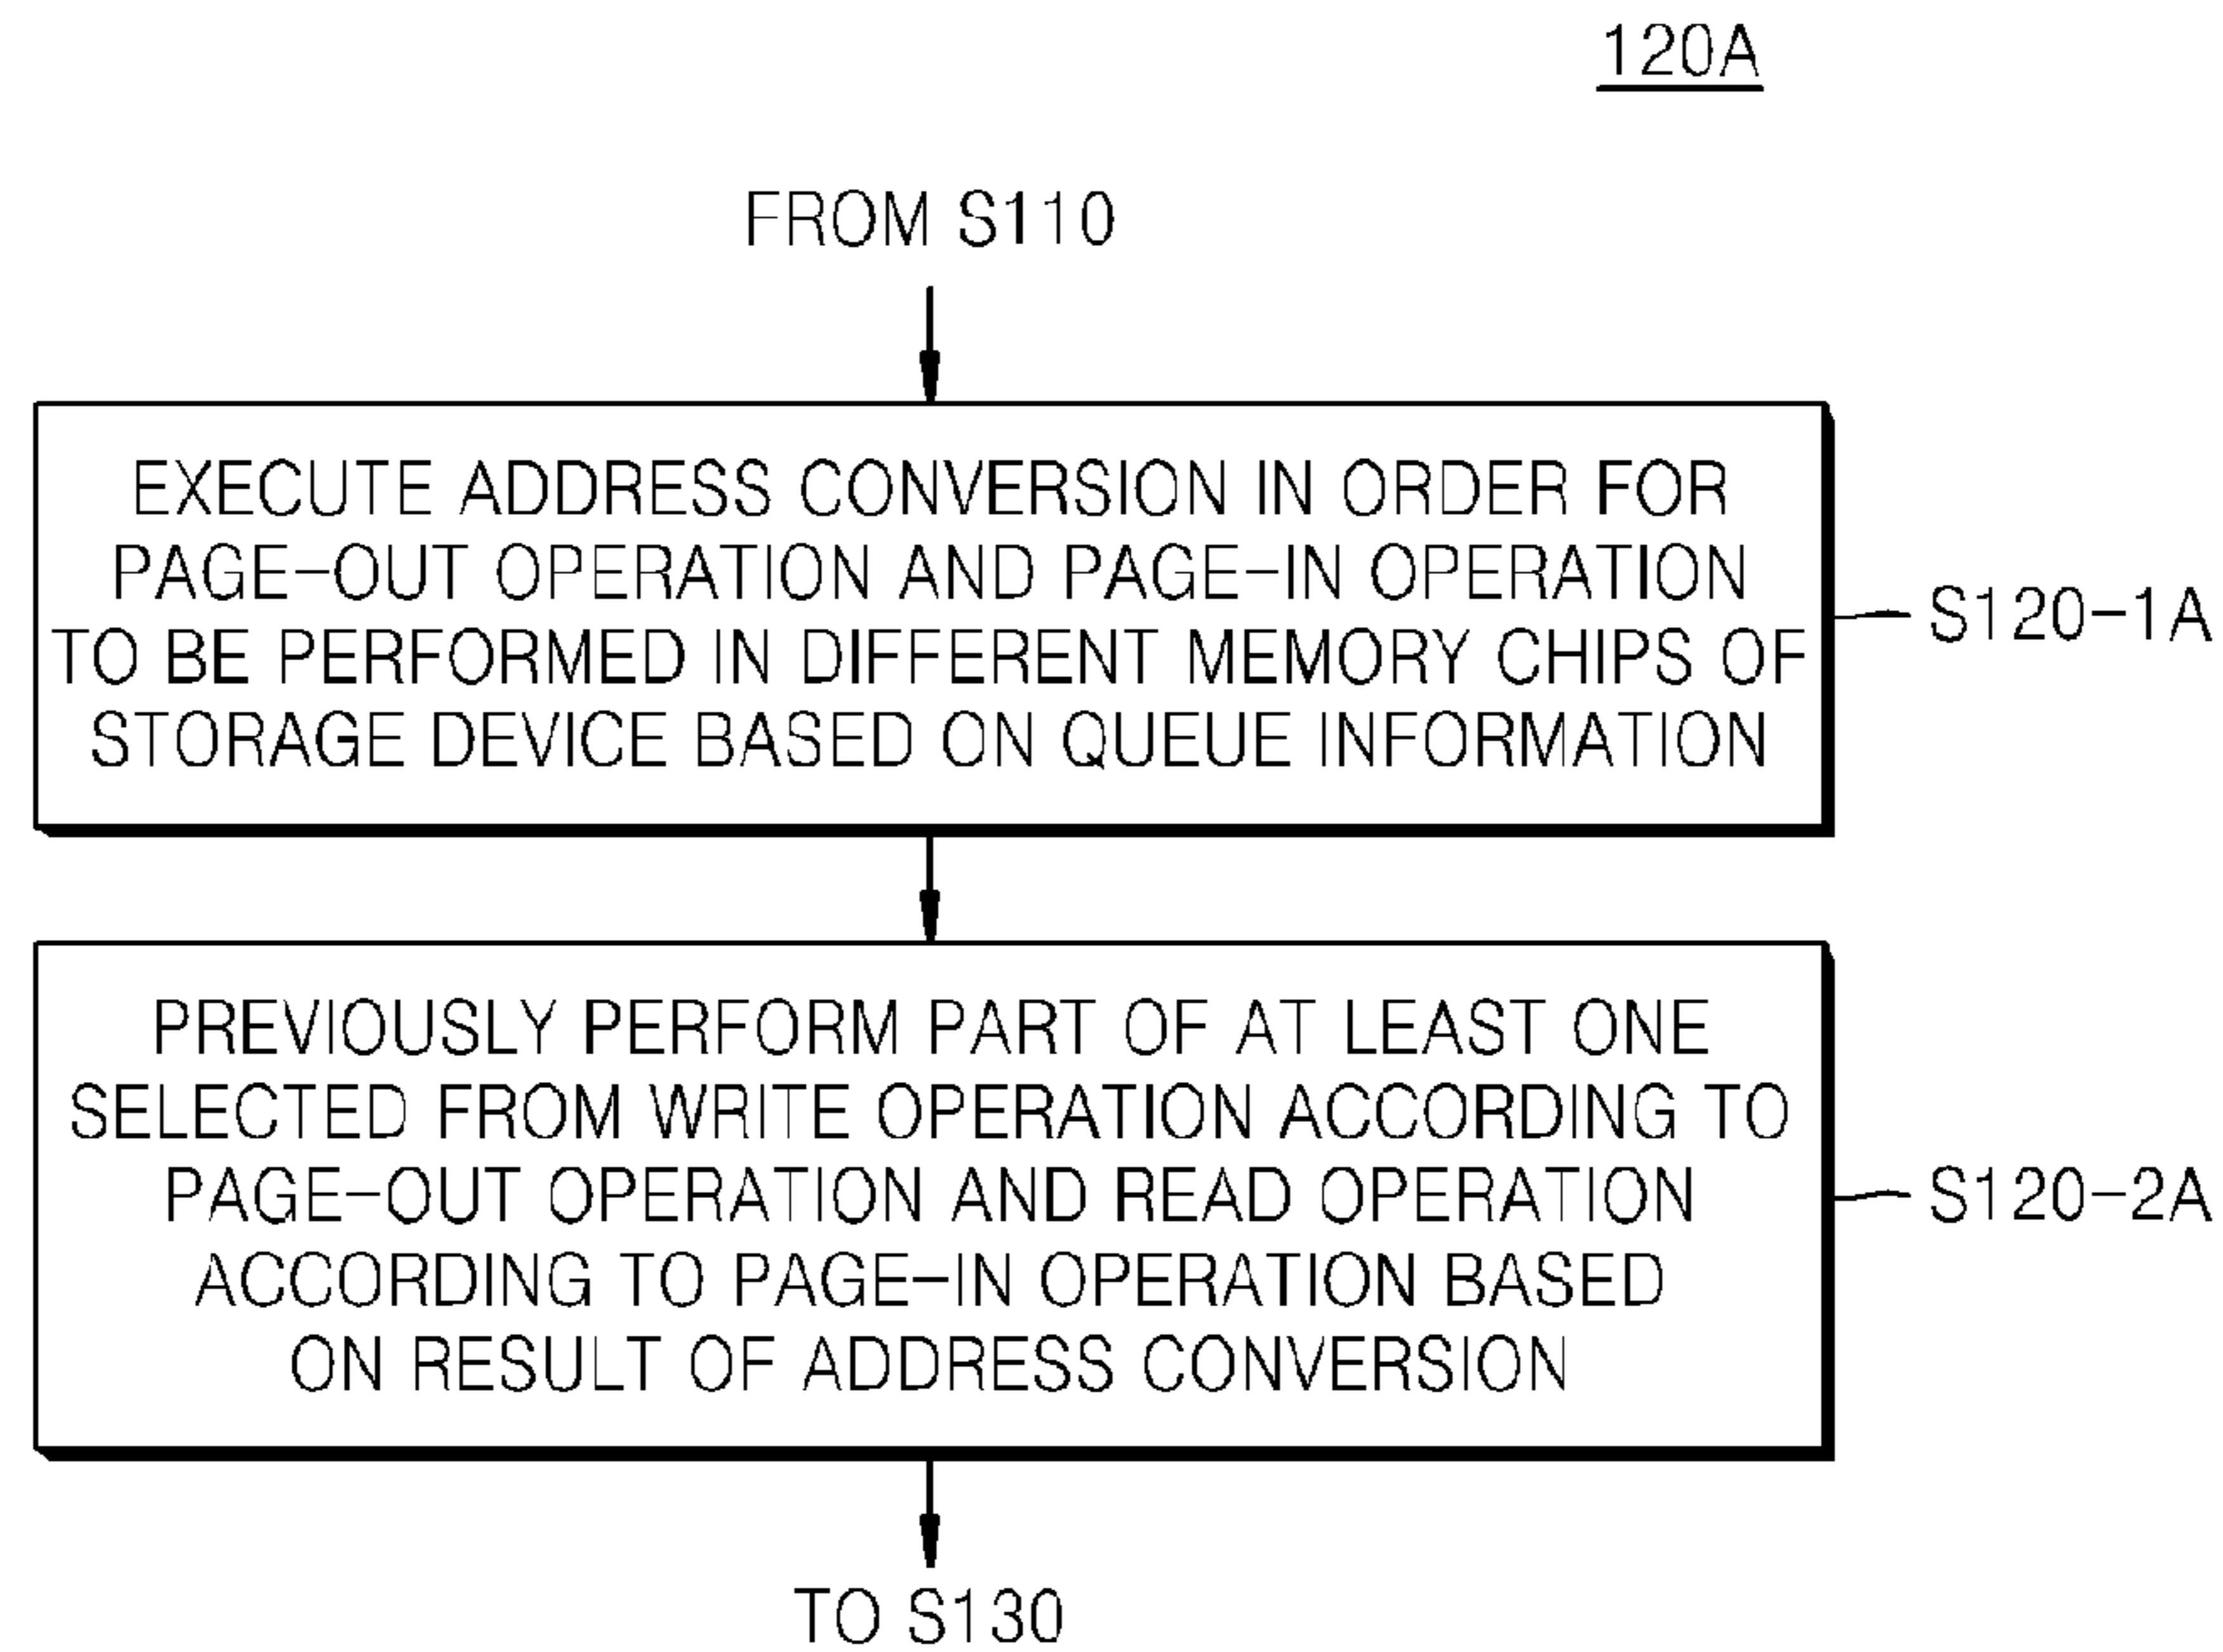 120A
FROM S110
EXECUTE ADDRESS CONVERSION IN ORDER FOR
PAGE-OUT OPERATION AND PAGE-IN OPERATION
TO BE PERFORMED IN DIFFERENT MEMORY CHIPS OF
STORAGE DEVICE BASED ON QUEUE INFORMATION
S120-1A
PREVIOUSLY PERFORM PART OF AT LEAST ONE
SELECTED FROM WRITE OPERATION ACCORDING TO
PAGE-OUT OPERATION AND READ OPERATION
ACCORDING TO PAGE-IN OPERATION BASED
ON RESULT OF ADDRESS CONVERSION
S120-2A
TO S130